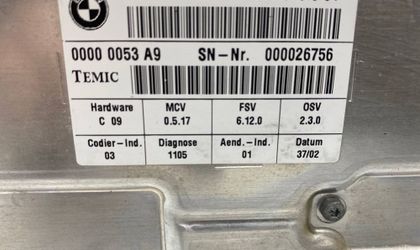 0000 0053 A9 SN-Nr. 000026756
TEMIC
Hardware MCV FSV OSV
C 09 0.5.17 6.12.0 2.3.0
Codier-Ind. Diagnose Aend.-Ind. Datum
03 1105 01 37/02